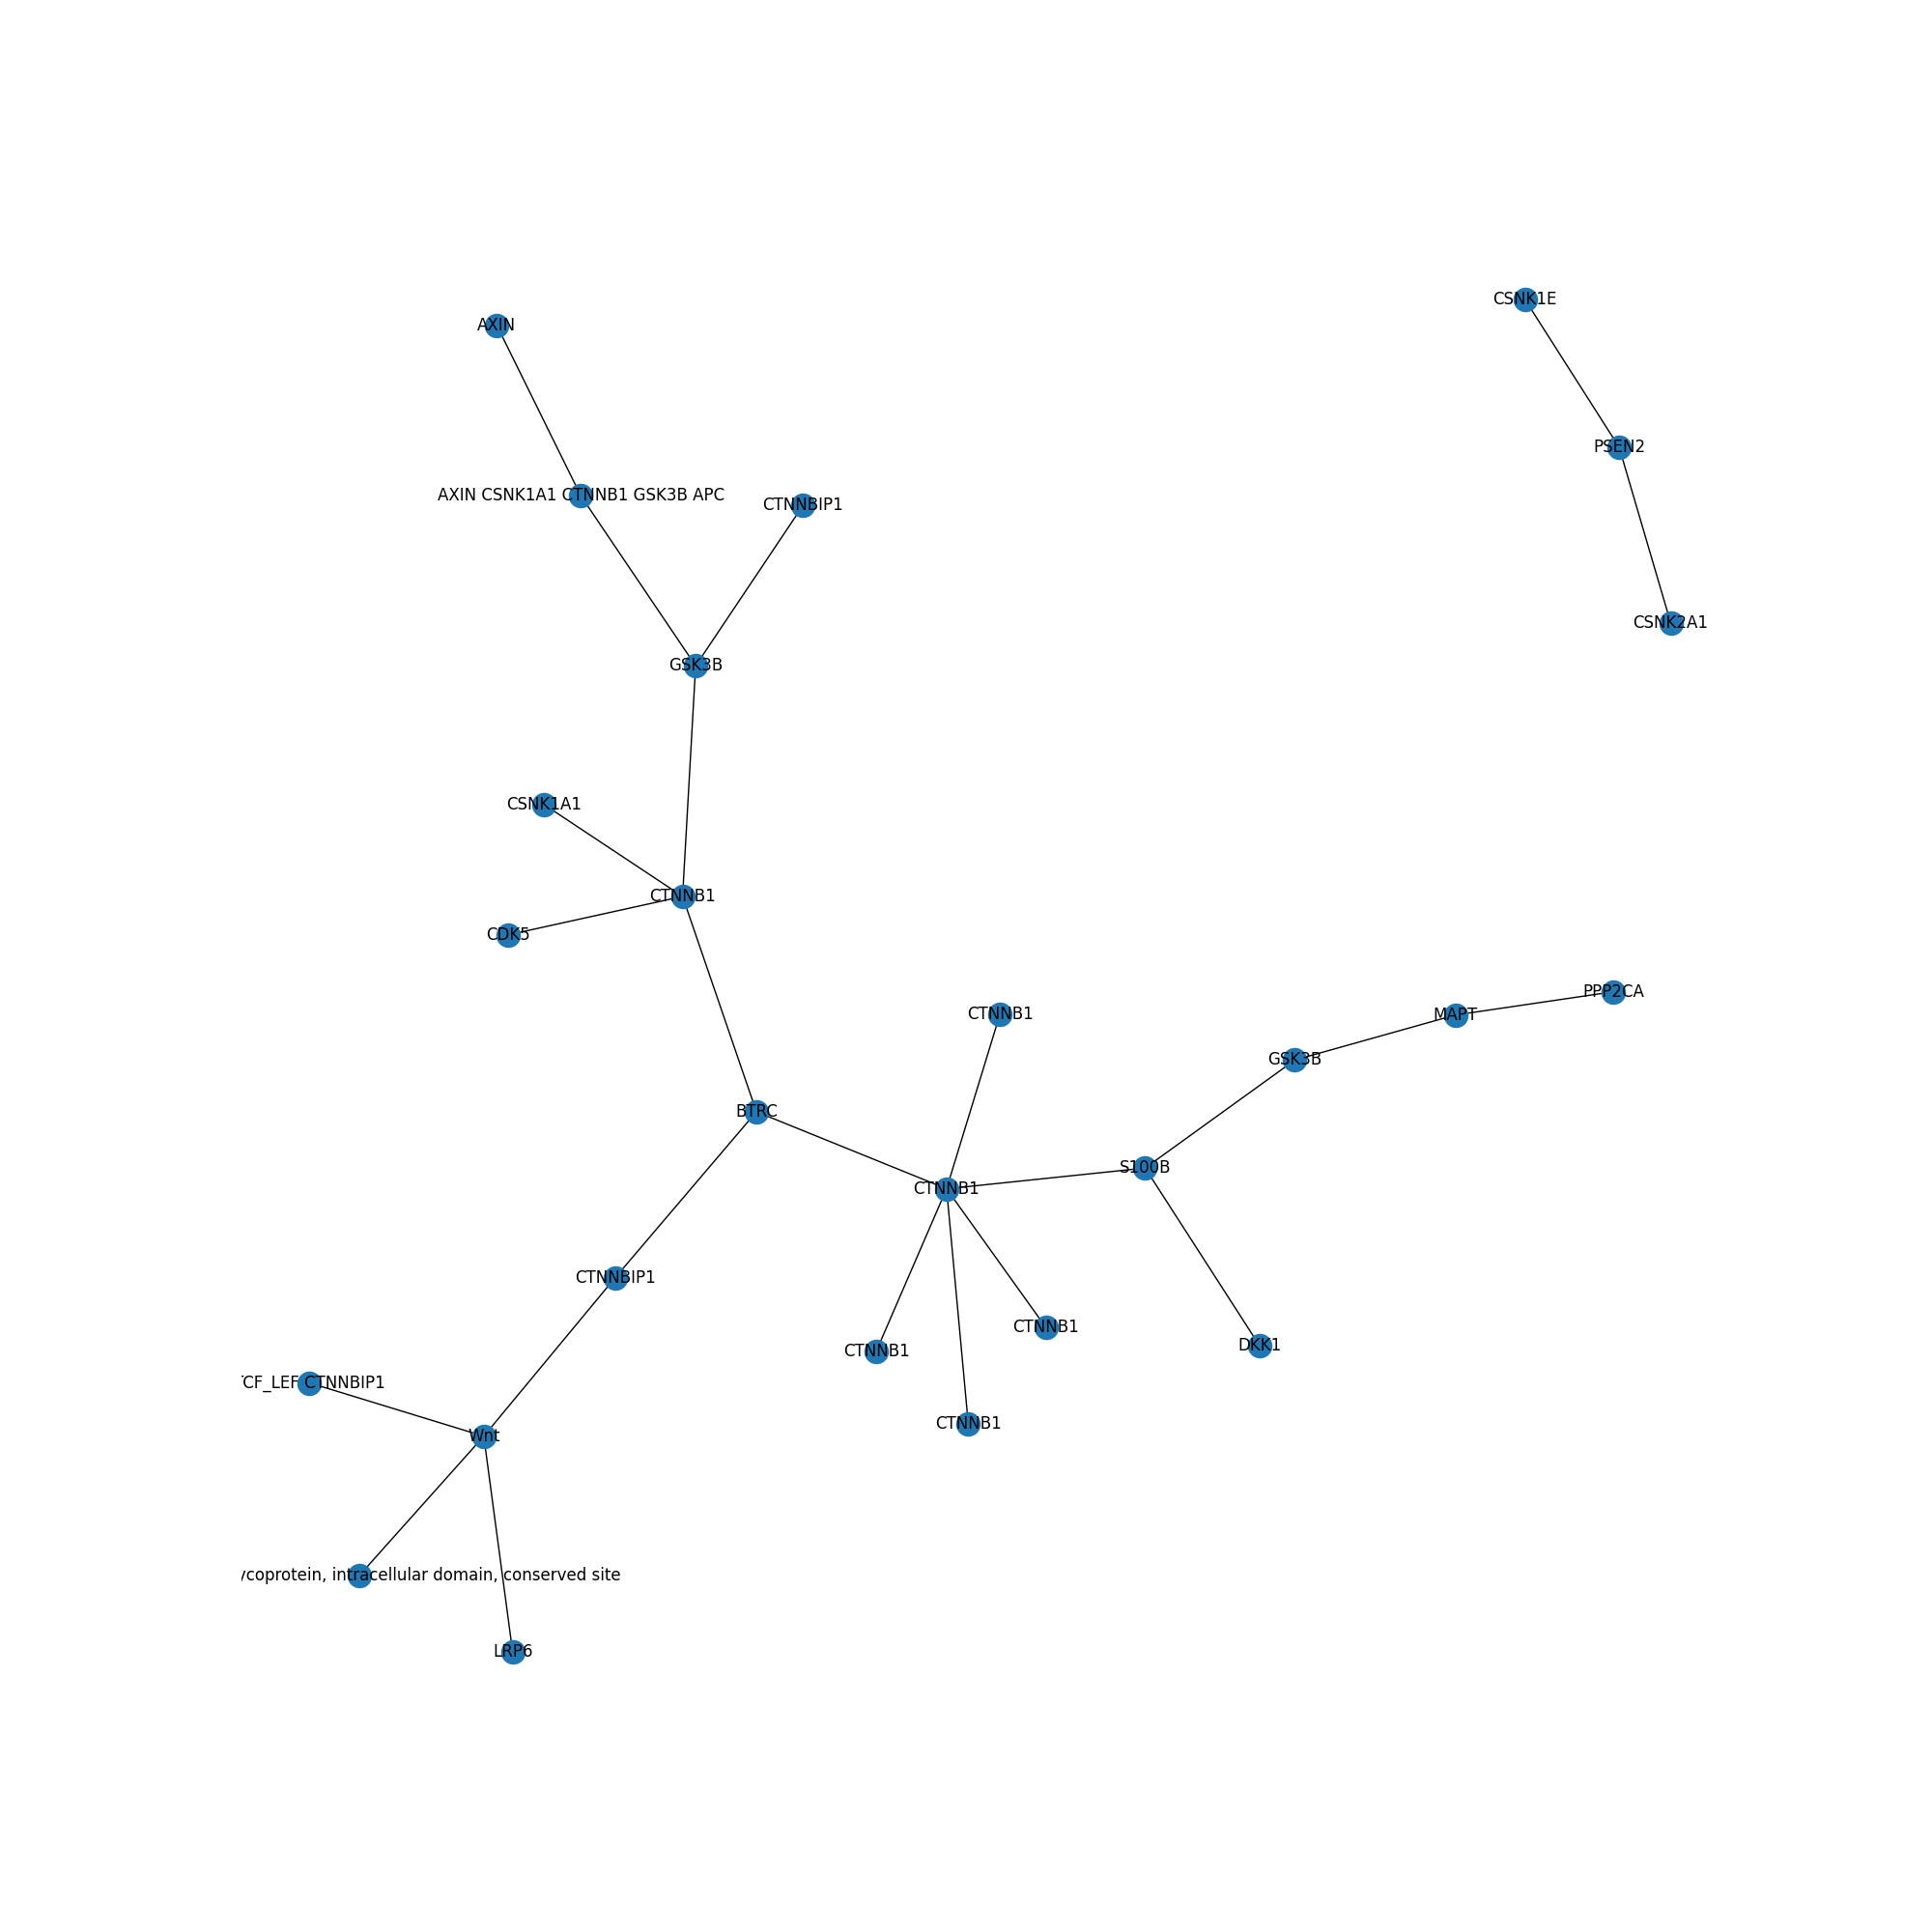 CSNK1E
AXIN
PSEN2
AXIN CSNK1A1 CTNNB1 GSK3B APC
CTNNBIP1
CSNK2A1
GSK3B
CSNK1A1
CTNNB1
CDK5
PPP2CA
CTNNB1
MAPT
GSK3B
BTRC
S100B
CTNNB1
CTNNBIP1
CTNNB1
DKK1
CTNNB1
CF_LEF CTNNBIP1
CTNNB1
Wnt
ycoprotein, intracellular domain, conserved site
LRP6